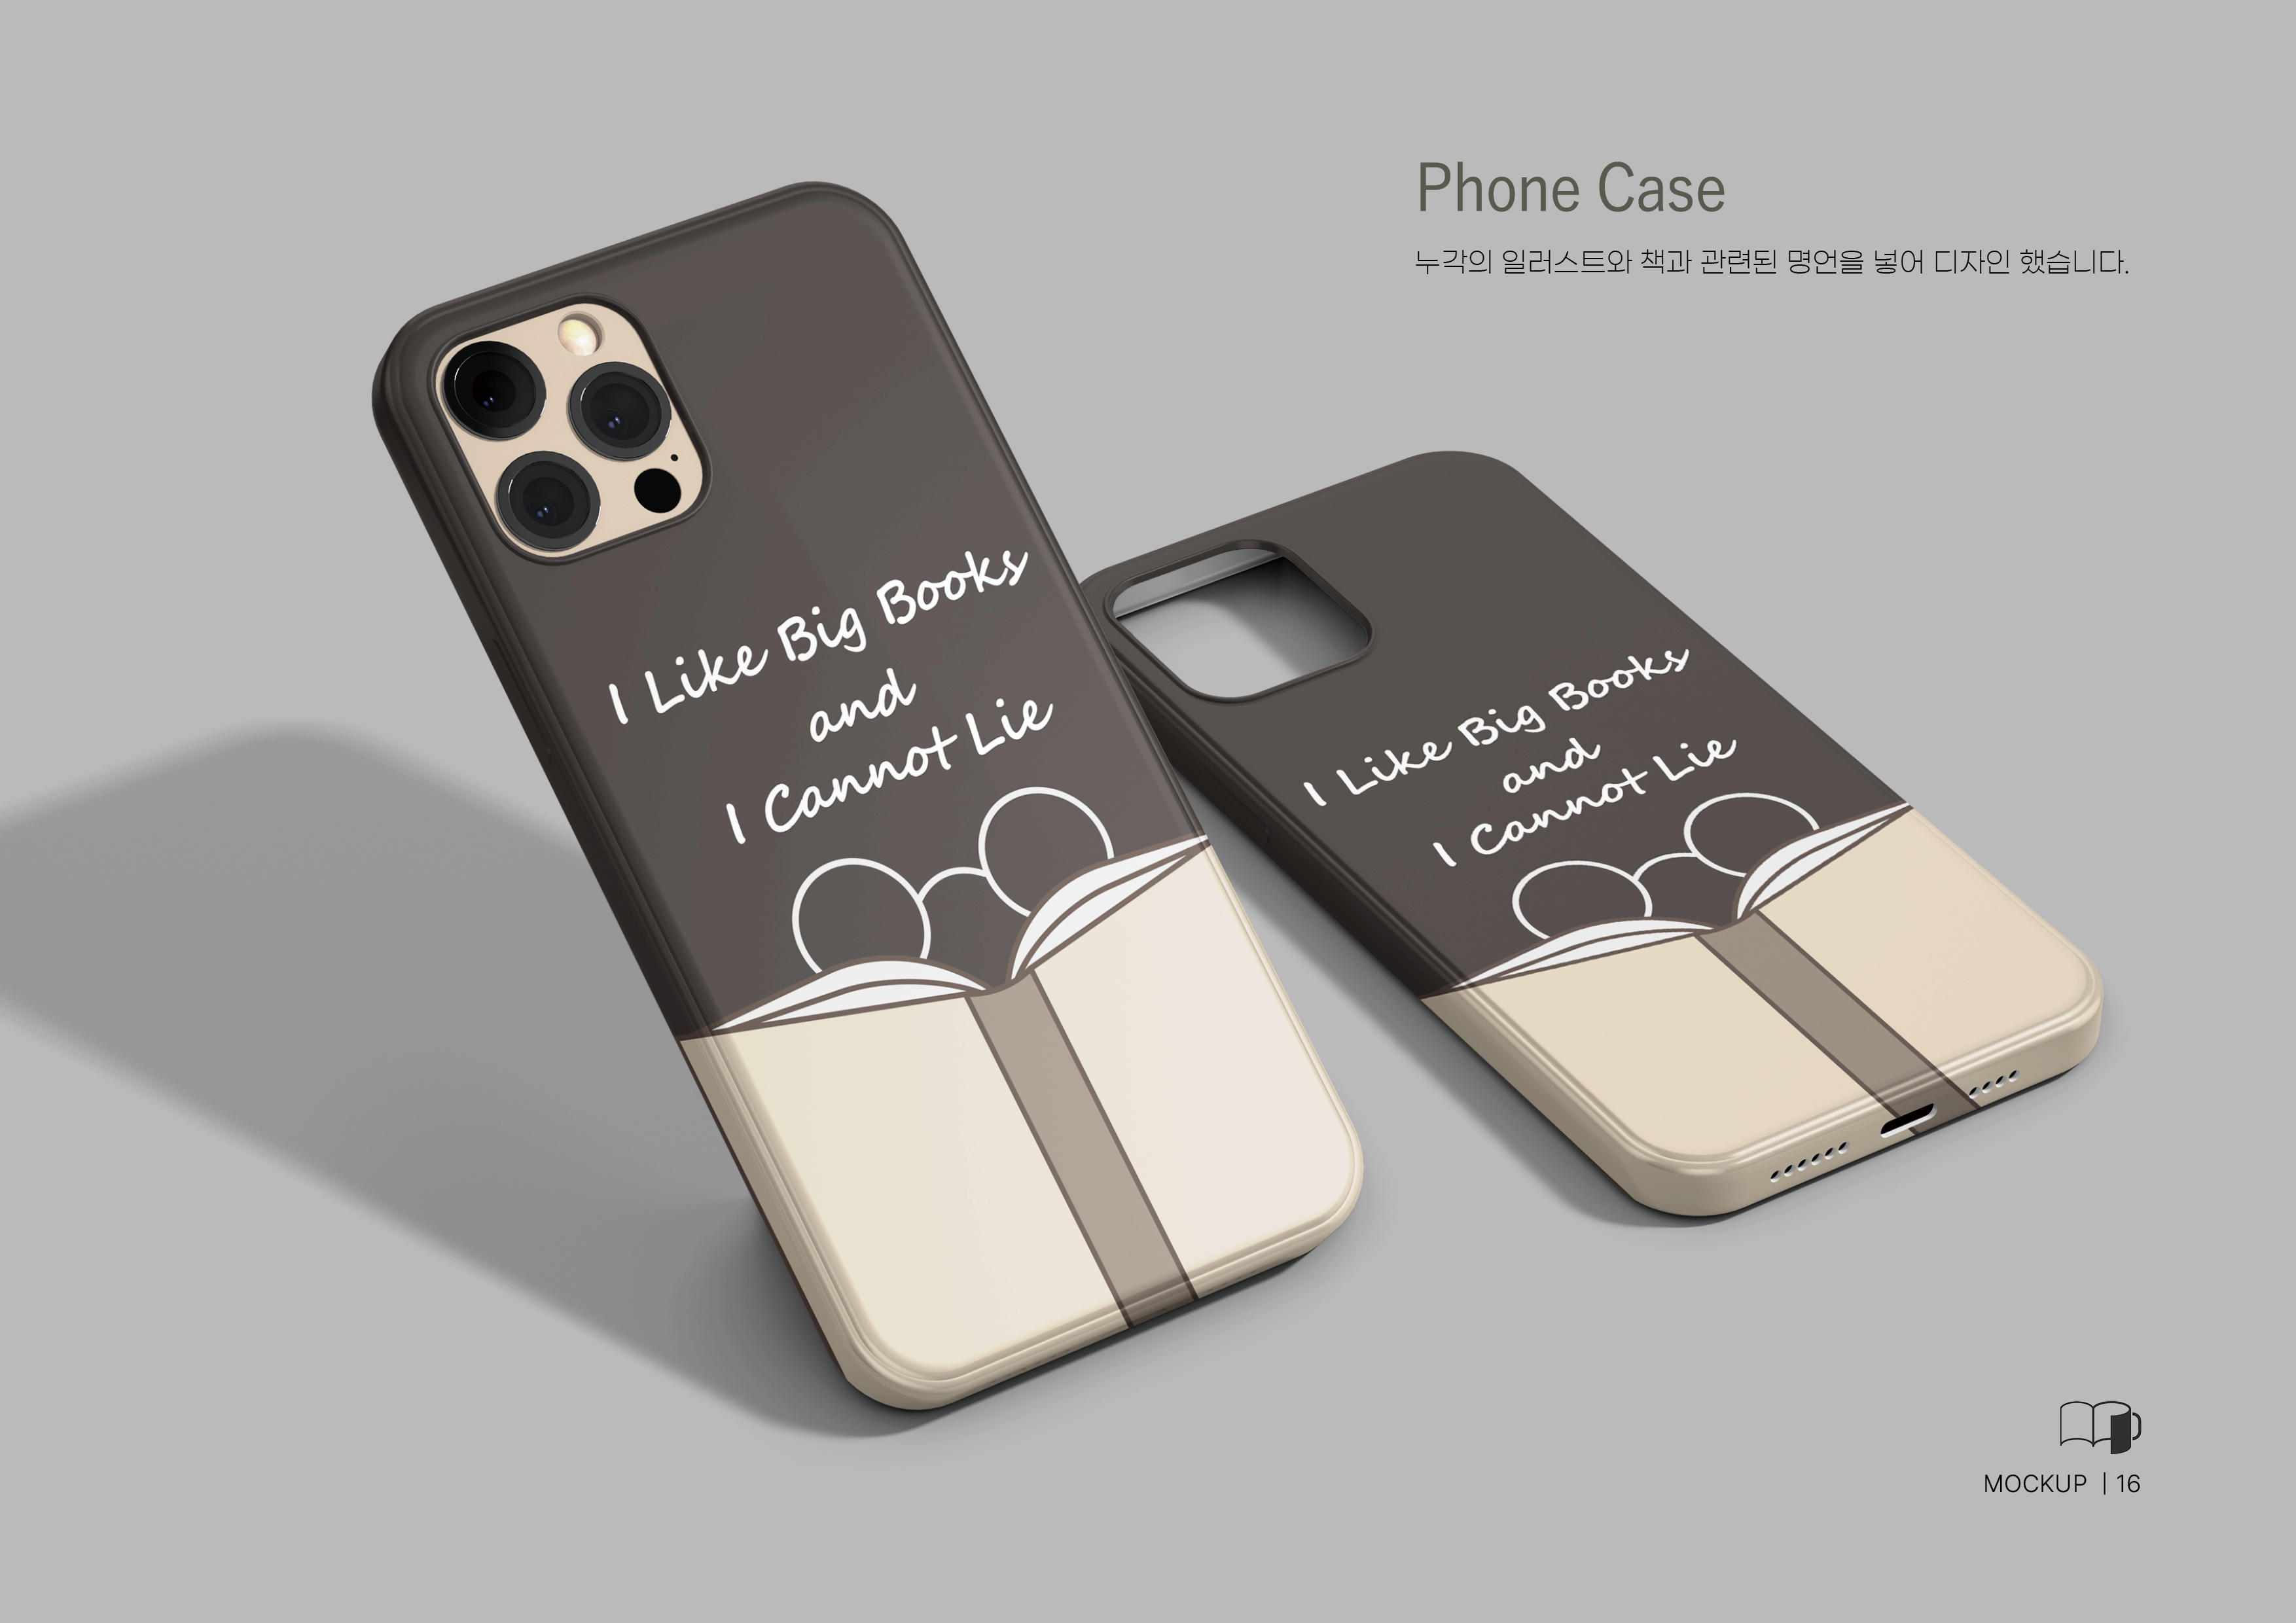 Phone Case
누각의 일러스트와 책과 관련된 명언을 넣어 디자인 했습니다.
I Like Big Books
and
I Cannot Lie
I Like Big Books
and
I Cannot Lie
MOCKUP | 16